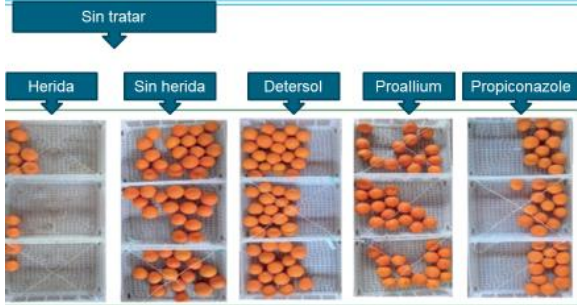 Sin tratar
Herida
Sin herida
Detersol
Proallium
Propiconazole